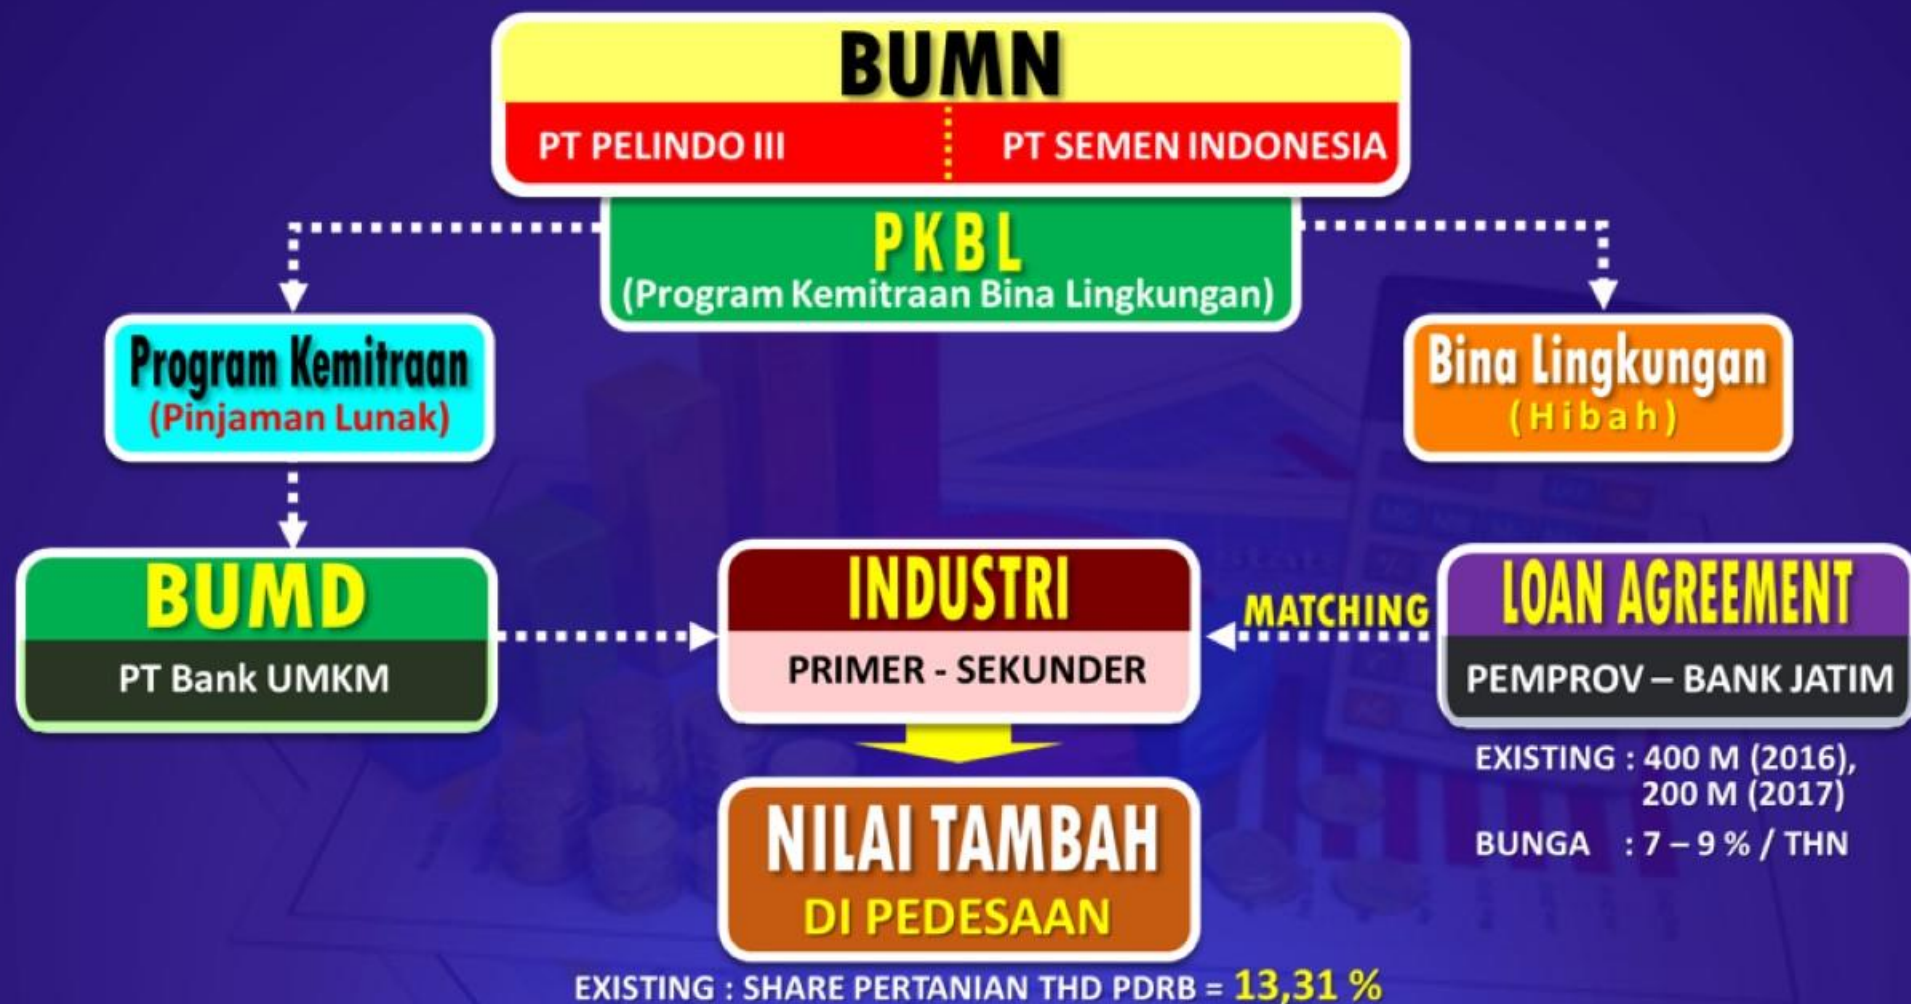 BUMN
PT PELINDO III
PT SEMEN INDONESIA
PKBL
(Program Kemitraan Bina Lingkungan)
Program Kemitraan
(Pinjaman Lunak)
Bina Lingkungan
(Hibah)
BUMD
PT Bank UMKM
INDUSTRI
PRIMER - SEKUNDER
MATCHING
LOAN AGREEMENT
PEMPROV – BANK JATIM
EXISTING : 400 M (2016),
200 M (2017)
BUNGA : 7 – 9 % / THN
NILAI TAMBAH
DI PEDESAAN
EXISTING : SHARE PERTANIAN THD PDRB = 13,31 %